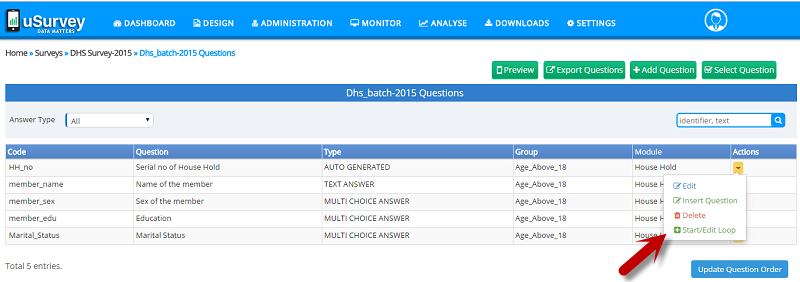 uSurvey
DATA MATTERS
DASHBOARD DESIGN ADMINISTRATION MONITOR ANALYSE DOWNLOADS SETTINGS
Home » Surveys » DHS Survey-2015 » Dhs_batch-2015 Questions
Preview Export Questions Add Question Select Question
Dhs_batch-2015 Questions
Answer Type All identifier, text
Code Question Type Group Module Actions
HH_no Serial no of House Hold AUTO GENERATED Age_Above_18 House Hold
member_name Name of the member TEXT ANSWER Age_Above_18 House H
member_sex Sex of the member MULTI CHOICE ANSWER Age_Above_18 House H
member_edu Education MULTI CHOICE ANSWER Age_Above_18 House H
Marital_Status Marital Status MULTI CHOICE ANSWER Age_Above_18 House H
Edit
Insert Question
Delete
Start/Edit Loop
Total 5 entries.
Update Question Order